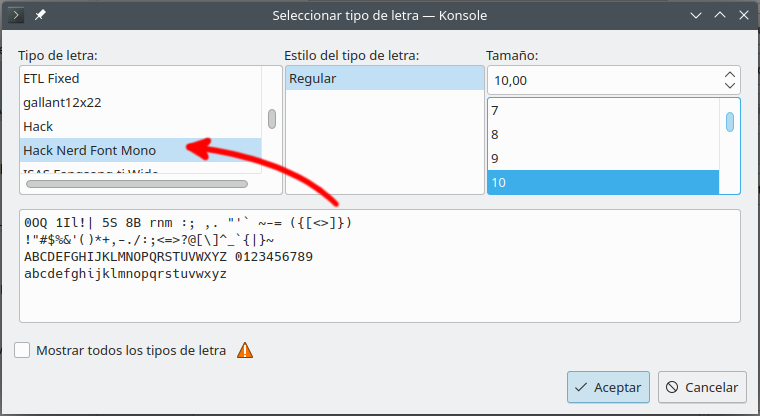 Seleccionar tipo de letra — Konsole
Tipo de letra:
ETL Fixed
gallant12x22
Hack
Hack Nerd Font Mono
Estilo del tipo de letra:
Regular
Tamaño:
10,00
7
8
9
10
0OQ 1Il!| 5S 8B rnm :; ,. "'` ~-= ({[<>]})
!"#$%&'()*+,-./:;<=>?@[\]^_`{|}~
ABCDEFGHIJKLMNOPQRSTUVWXYZ 0123456789
abcdefghijklmnopqrstuvwxyz
Mostrar todos los tipos de letra
Aceptar
Cancelar